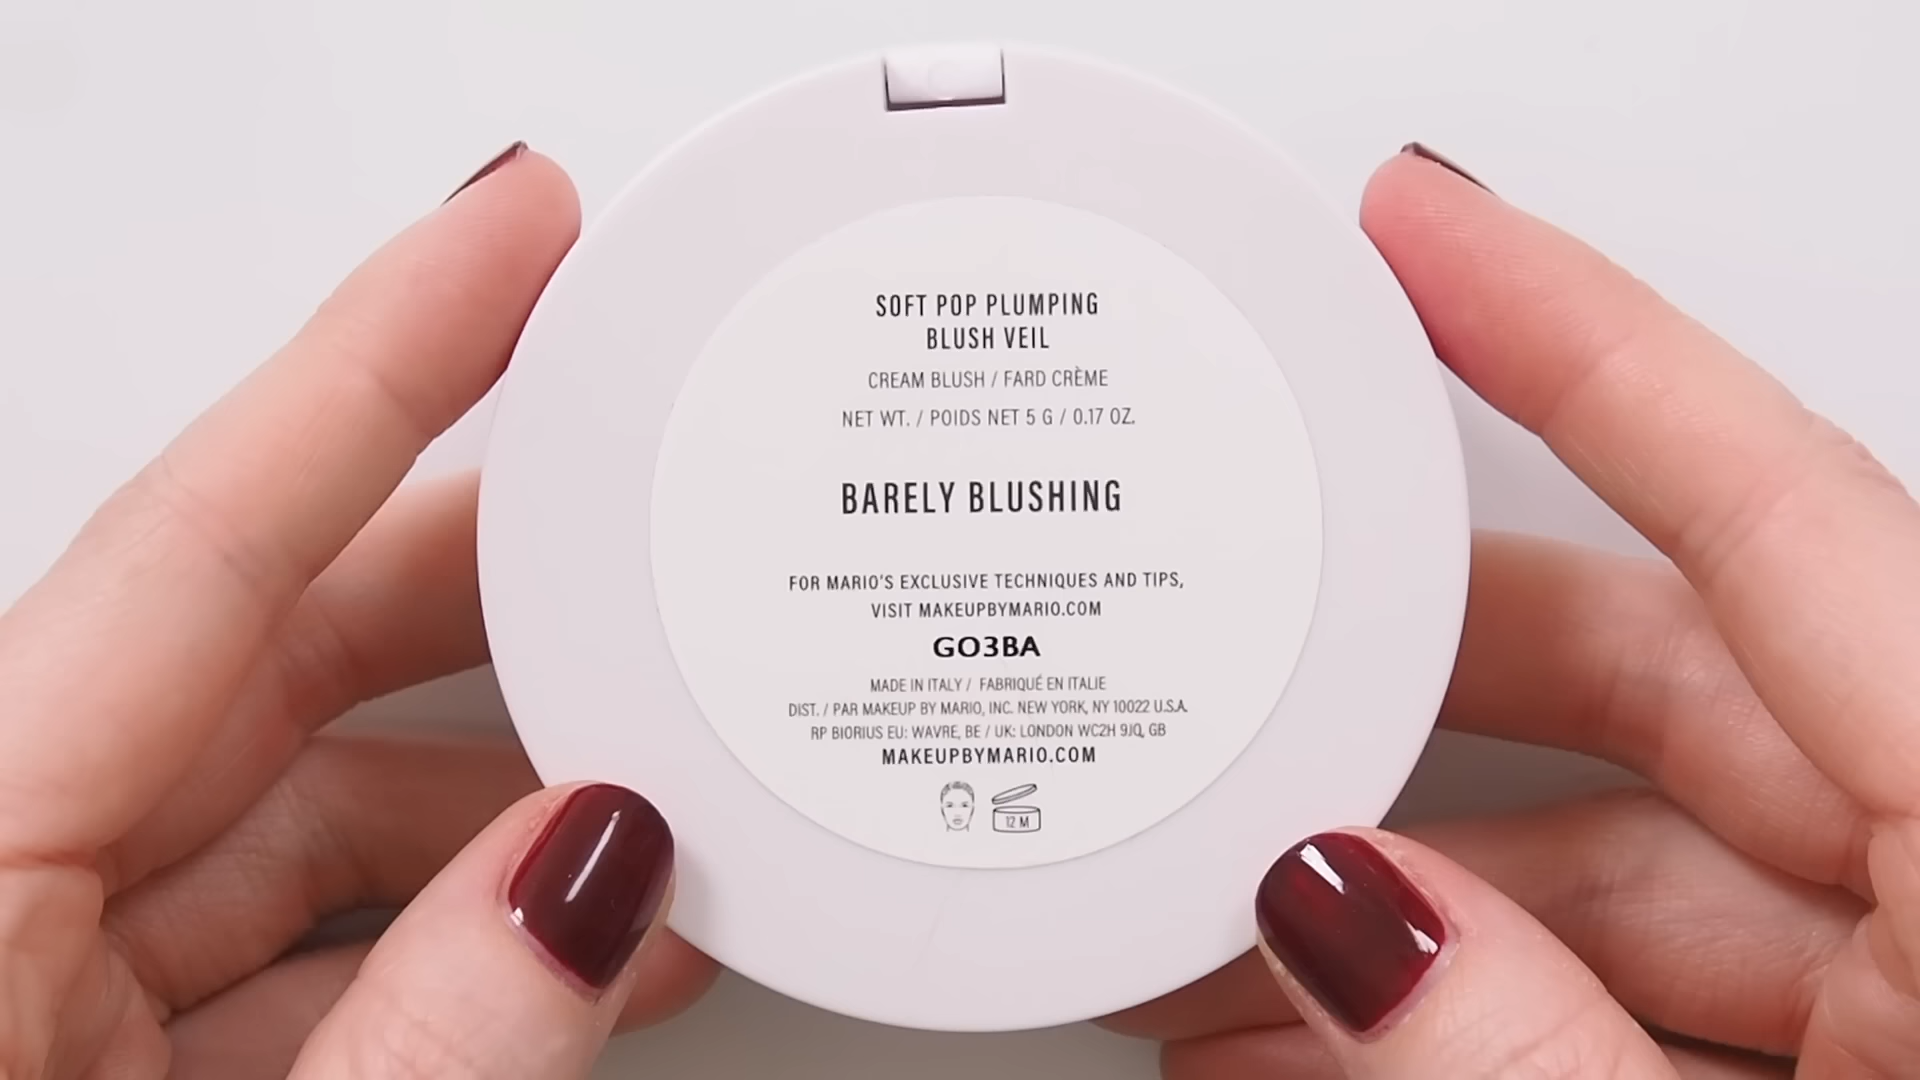 SOFT POP PLUMPING
BLUSH VEIL
CREAM BLUSH / FARD CRÈME
NET WT. / POIDS NET 5 G / 0.17 OZ.
BARELY BLUSHING
FOR MARIO'S EXCLUSIVE TECHNIQUES AND TIPS,
VISIT MAKEUPBYMARIO.COM
GO3BA
MADE IN ITALY / FABRIQUÉ EN ITALIE
DIST. / PAR MAKEUP BY MARIO, INC. NEW YORK, NY 10022 U.S.A.
RP BIORIUS EU: WAVRE, BE / UK: LONDON WC2H 9JQ, GB
MAKEUPBYMARIO.COM
12 M